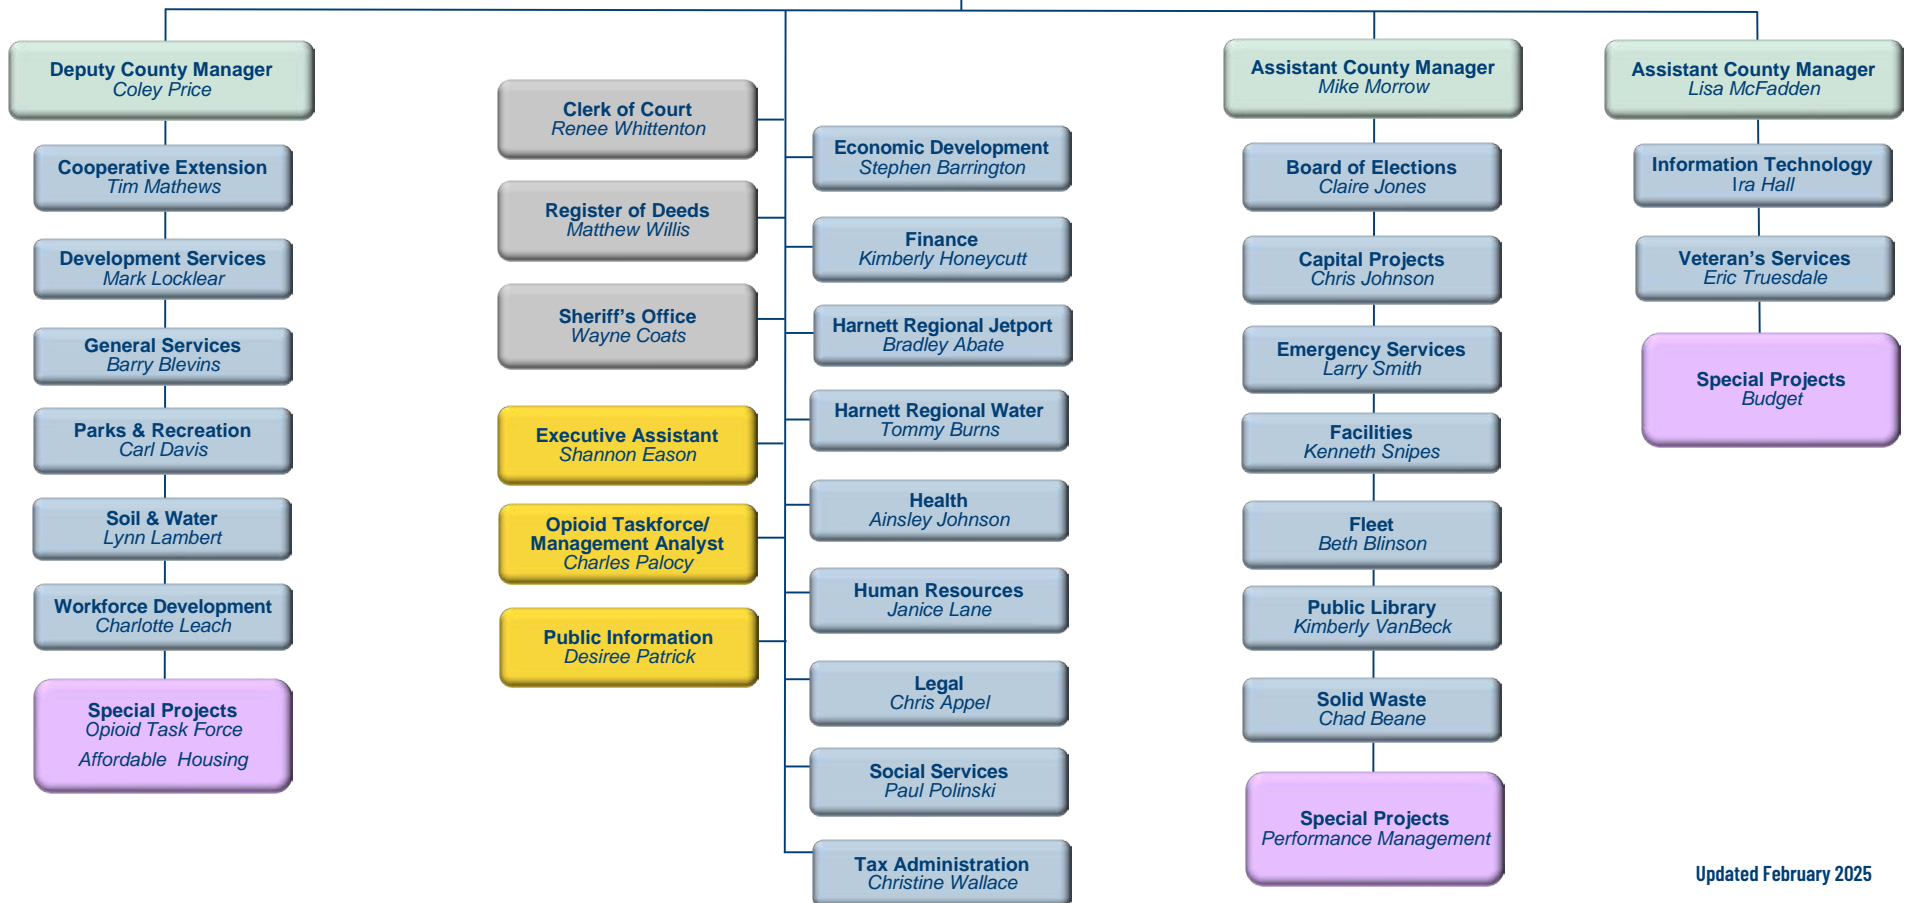 Deputy County Manager
Coley Price
Cooperative Extension
Tim Mathews
Development Services
Mark Locklear
General Services
Barry Blevins
Parks & Recreation
Carl Davis
Soil & Water
Lynn Lambert
Workforce Development
Charlotte Leach
Special Projects
Opioid Task Force
Affordable Housing
Clerk of Court
Renee Whittenton
Register of Deeds
Matthew Willis
Sheriff's Office
Wayne Coats
Executive Assistant
Shannon Eason
Opioid Taskforce/
Management Analyst
Charles Palocy
Public Information
Desiree Patrick
Economic Development
Stephen Barrington
Finance
Kimberly Honeycutt
Harnett Regional Jetport
Bradley Abate
Harnett Regional Water
Tommy Burns
Health
Ainsley Johnson
Human Resources
Janice Lane
Legal
Chris Appel
Social Services
Paul Polinski
Tax Administration
Christine Wallace
Assistant County Manager
Mike Morrow
Board of Elections
Claire Jones
Capital Projects
Chris Johnson
Emergency Services
Larry Smith
Facilities
Kenneth Snipes
Fleet
Beth Blinson
Public Library
Kimberly VanBeck
Solid Waste
Chad Beane
Special Projects
Performance Management
Assistant County Manager
Lisa McFadden
Information Technology
Ira Hall
Veteran's Services
Eric Truesdale
Special Projects
Budget
Updated February 2025